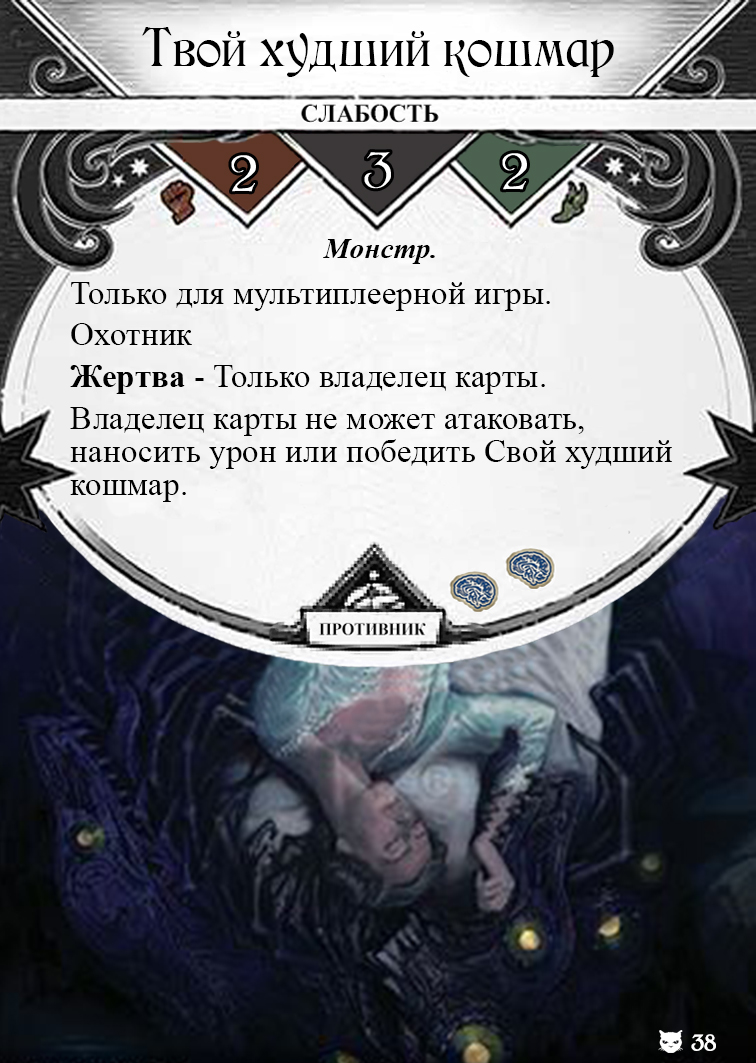 Твой худший кошмар
СЛАБОСТЬ
2 3 2
Монстр.
Только для мультиплеерной игры.
Охотник
Жертва - Только владелец карты.
Владелец карты не может атаковать,
наносить урон или победить Свой худший
кошмар.
ПРОТИВНИК
38